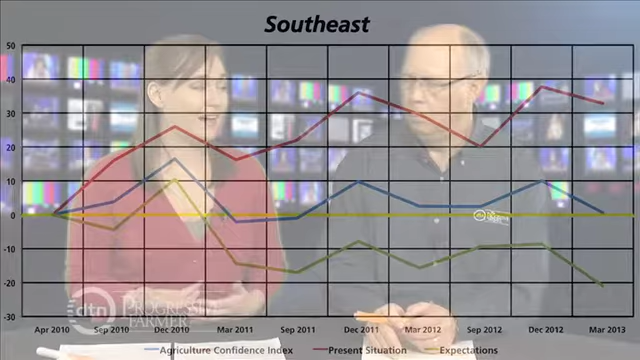 Southeast
50
40
30
20
10
0
-10
-20
-30
Apr 2010 Sep 2010 Dec 2010 Mar 2011 Sep 2011 Dec 2011 Mar 2012 Sep 2012 Dec 2012 Mar 2013
Agriculture Confidence Index Present Situation Expectations
dtn PROGRESSIVE
FARMER